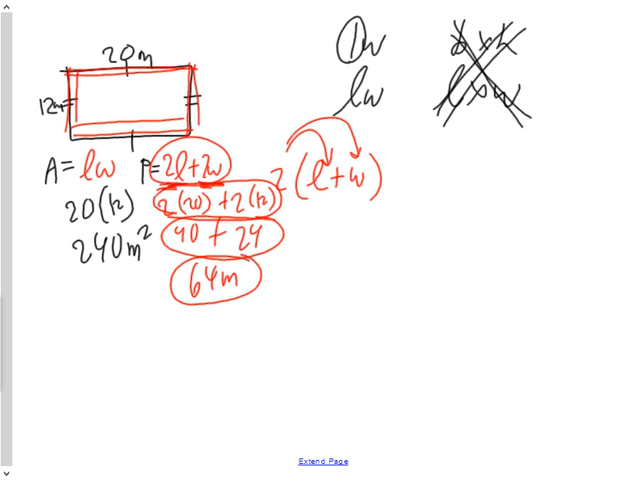 20m
12m
A = lw
20(12)
240m²
P = 2l + 2w
2(20) + 2(12)
40 + 24
64m
2(l + w)
lw
lw
l x w
Extend Page